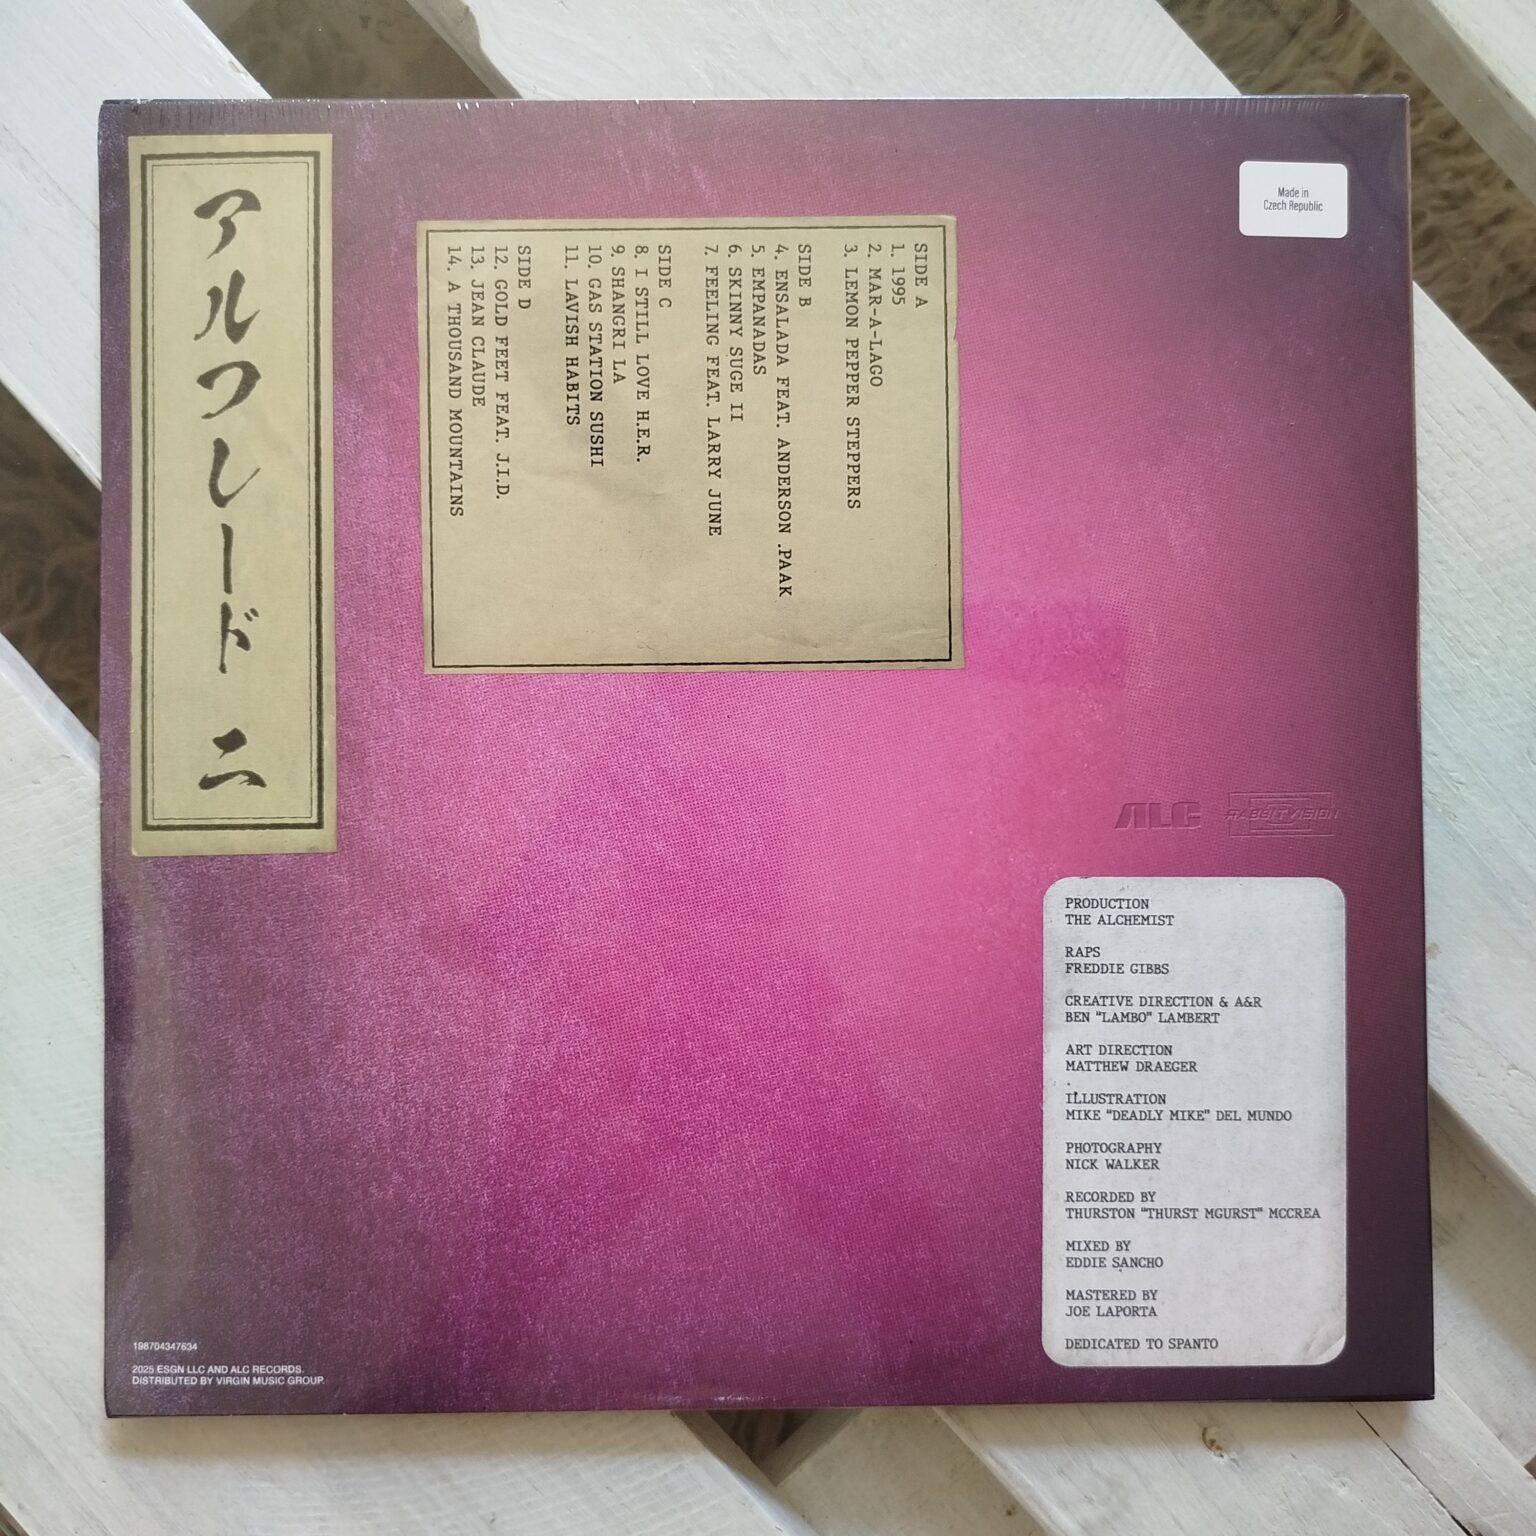 アルフレード 二
SIDE A
1. 1995
2. MAR-A-LAGO
3. LEMON PEPPER STEPPERS
SIDE B
4. ENSALADA FEAT. ANDERSON .PAAK
5. EMPANADAS
6. SKINNY SUGE II
7. FEELING FEAT. LARRY JUNE
SIDE C
8. I STILL LOVE H.E.R.
9. SHANGRI LA
10. GAS STATION SUSHI
11. LAVISH HABITS
SIDE D
12. GOLD FEET FEAT. J.I.D.
13. JEAN CLAUDE
14. A THOUSAND MOUNTAINS
Made in
Czech Republic
ALC
RABBITVISION
PRODUCTION
THE ALCHEMIST
RAPS
FREDDIE GIBBS
CREATIVE DIRECTION & A&R
BEN "LAMBO" LAMBERT
ART DIRECTION
MATTHEW DRAEGER
ILLUSTRATION
MIKE "DEADLY MIKE" DEL MUNDO
PHOTOGRAPHY
NICK WALKER
RECORDED BY
THURSTON "THURST MGURST" MCCREA
MIXED BY
EDDIE SANCHO
MASTERED BY
JOE LAPORTA
DEDICATED TO SPANTO
198704347634
2025 ESGN LLC AND ALC RECORDS.
DISTRIBUTED BY VIRGIN MUSIC GROUP.